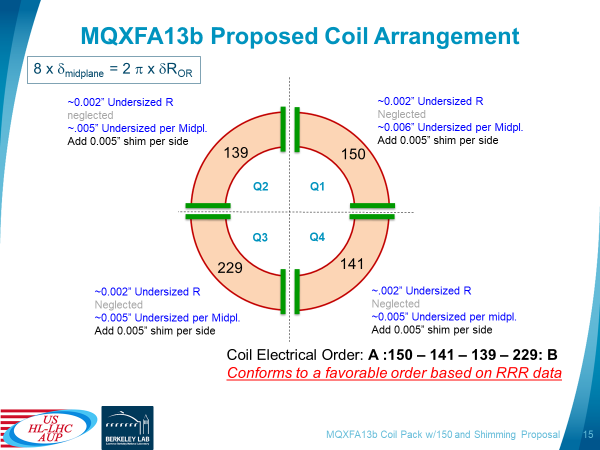 MQXFA13b Proposed Coil Arrangement
8 x δmidplane = 2 π x δROR
~0.002” Undersized R
neglected
~.005” Undersized per Midpl.
Add 0.005” shim per side
~0.002” Undersized R
Neglected
~0.006” Undersized per Midpl.
Add 0.005” shim per side
139
150
Q2
Q1
Q3
Q4
229
141
~0.002” Undersized R
Neglected
~0.005” Undersized per Midpl.
Add 0.005” shim per side
~.002” Undersized R
Neglected
~0.005” Undersized per midpl.
Add 0.005” shim per side
Coil Electrical Order: A :150 – 141 – 139 – 229: B
Conforms to a favorable order based on RRR data
US
HL-LHC
AUP
BERKELEY LAB
MQXFA13b Coil Pack w/150 and Shimming Proposal
15